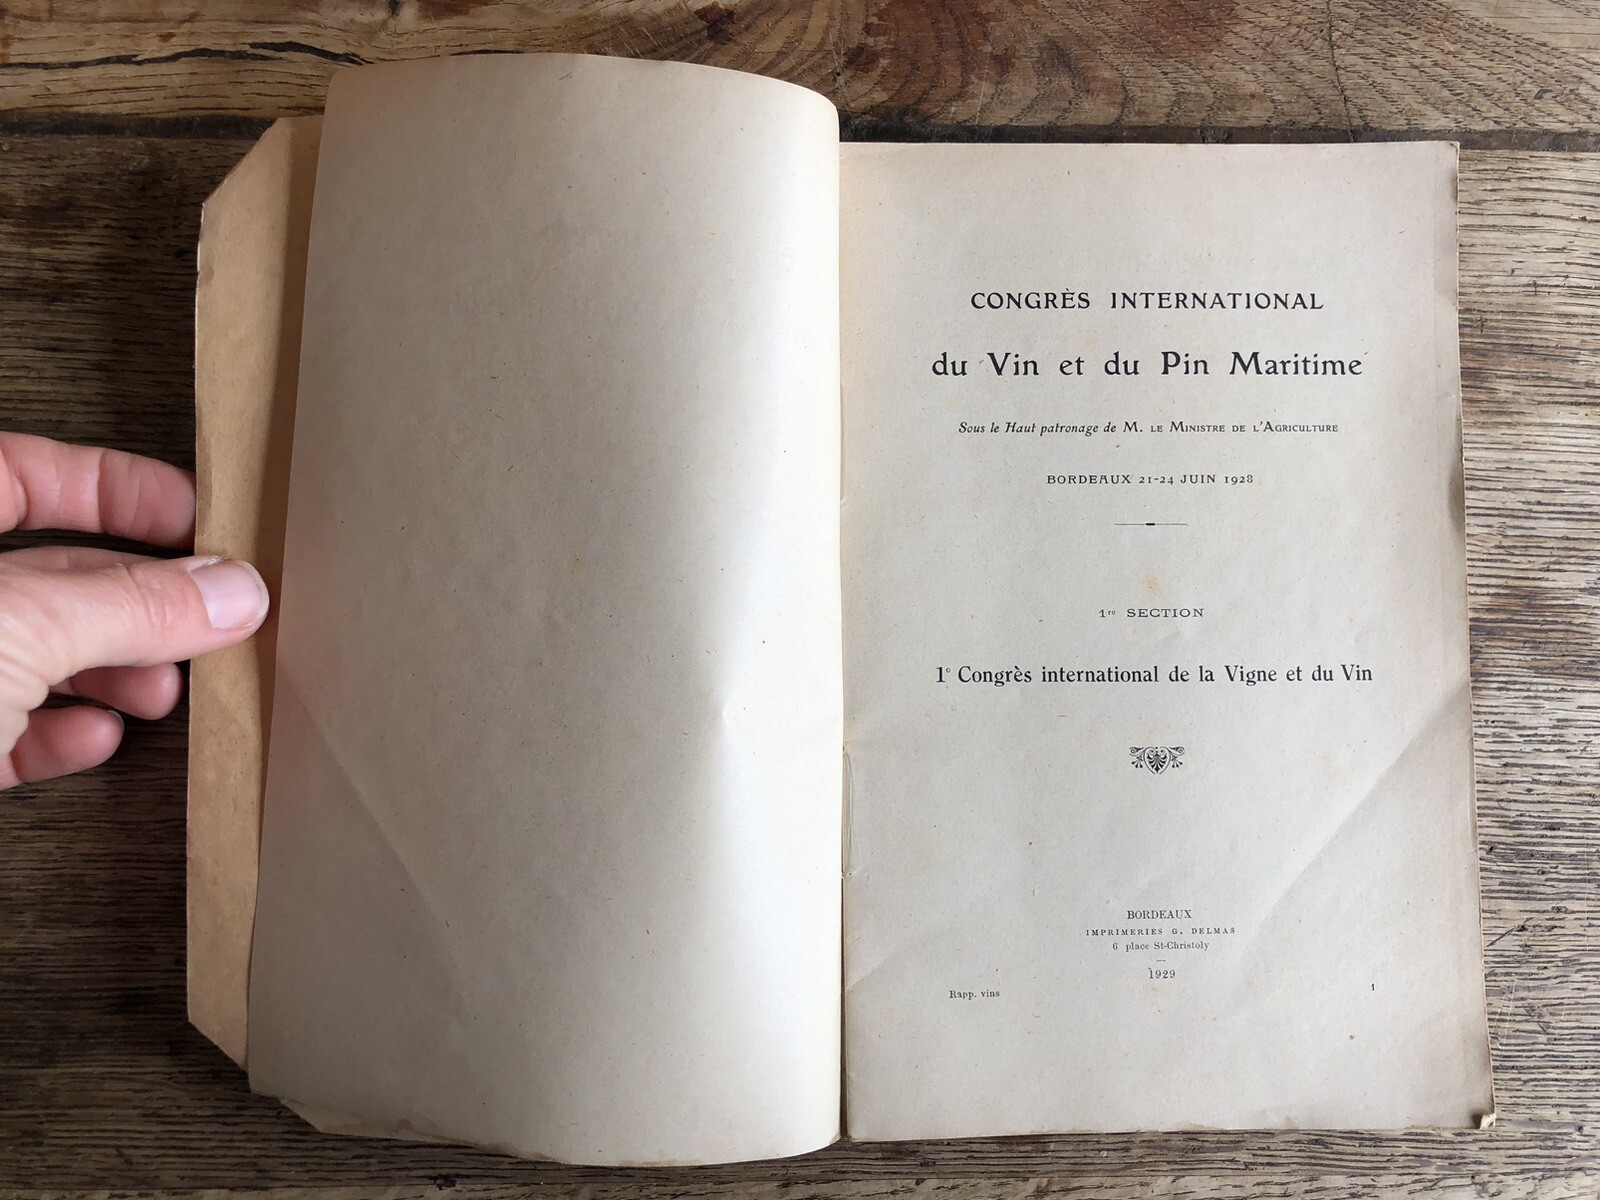 CONGRÈS INTERNATIONAL
du Vin et du Pin Maritime
Sous le Haut patronage de M. LE MINISTRE DE L'AGRICULTURE
BORDEAUX 21-24 JUIN 1928
1re SECTION
1° Congrès international de la Vigne et du Vin
BORDEAUX
IMPRIMERIES G. DELMAS
6 place St-Christoly
1929
Rapp. vins 1